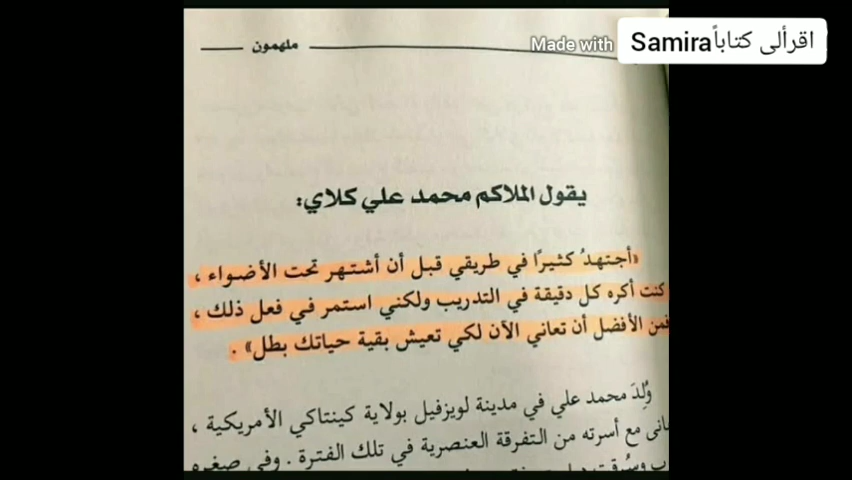 ملهمون
Made with
Samira اقرألى كتاباً
يقول الملاكم محمد علي كلاي:
«أجتهدُ كثيرًا في طريقي قبل أن أشتهر تحت الأضواء ،
كنت أكره كل دقيقة في التدريب ولكني استمر في فعل ذلك ،
فمن الأفضل أن تعاني الآن لكي تعيش بقية حياتك بطل» .
وُلِدَ محمد علي في مدينة لويزفيل بولاية كينتاكي الأمريكية ،
مع أسرته من التفرقة العنصرية في تلك الفترة . وفي صغره